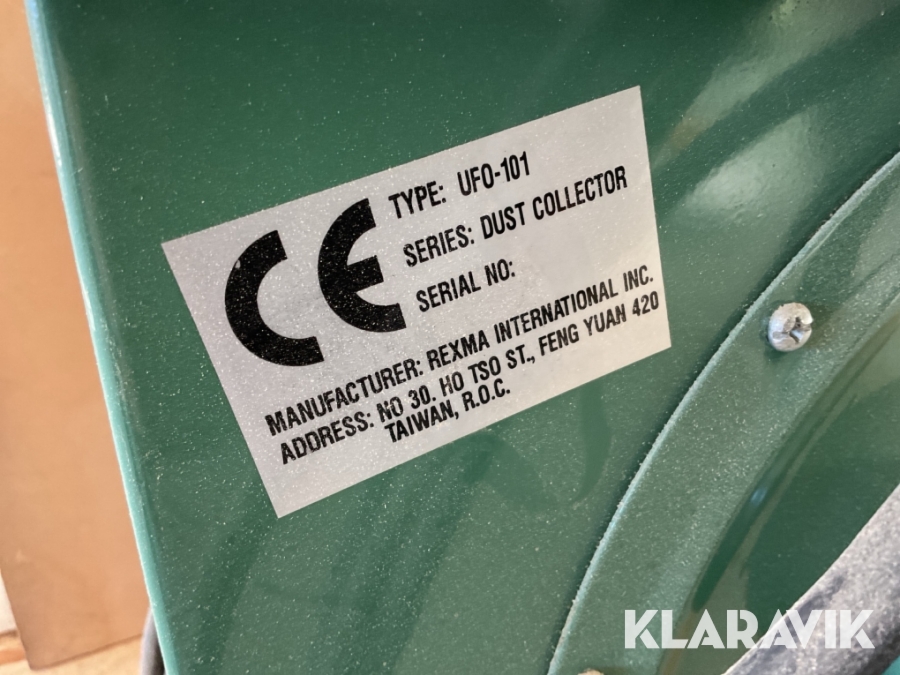 CE
TYPE: UFO-101
SERIES: DUST COLLECTOR
SERIAL NO:
MANUFACTURER: REXMA INTERNATIONAL INC.
ADDRESS: NO 30. HO TSO ST., FENG YUAN 420
TAIWAN, R.O.C.
KLARAVIK